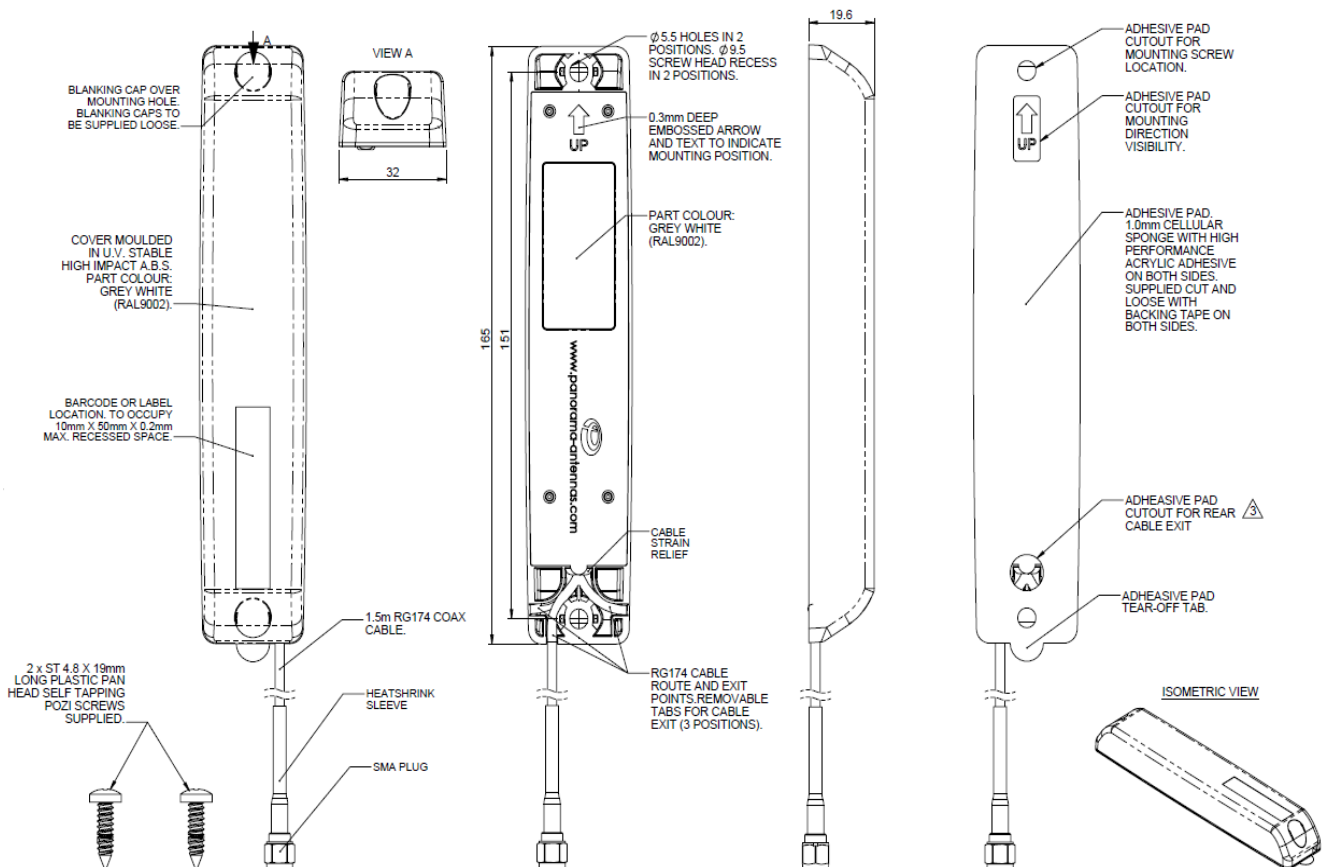 A
VIEW A
BLANKING CAP OVER
MOUNTING HOLE.
BLANKING CAPS TO
BE SUPPLIED LOOSE.
32
COVER MOULDED
IN U.V. STABLE
HIGH IMPACT A.B.S.
PART COLOUR:
GREY WHITE
(RAL9002).
BARCODE OR LABEL
LOCATION. TO OCCUPY
10mm X 50mm X 0.2mm
MAX. RECESSED SPACE.
1.5m RG174 COAX
CABLE.
2 x ST 4.8 X 19mm
LONG PLASTIC PAN
HEAD SELF TAPPING
POZI SCREWS
SUPPLIED.
HEATSHRINK
SLEEVE
SMA PLUG
165
151
UP
www.panorama-antennas.com
Ø5.5 HOLES IN 2
POSITIONS. Ø9.5
SCREW HEAD RECESS
IN 2 POSITIONS.
0.3mm DEEP
EMBOSSED ARROW
AND TEXT TO INDICATE
MOUNTING POSITION.
PART COLOUR:
GREY WHITE
(RAL9002).
CABLE
STRAIN
RELIEF
RG174 CABLE
ROUTE AND EXIT
POINTS.REMOVABLE
TABS FOR CABLE
EXIT (3 POSITIONS).
19.6
UP
ADHESIVE PAD
CUTOUT FOR
MOUNTING SCREW
LOCATION.
ADHESIVE PAD
CUTOUT FOR
MOUNTING
DIRECTION
VISIBILITY.
ADHESIVE PAD.
1.0mm CELLULAR
SPONGE WITH HIGH
PERFORMANCE
ACRYLIC ADHESIVE
ON BOTH SIDES.
SUPPLIED CUT AND
LOOSE WITH
BACKING TAPE ON
BOTH SIDES.
ADHEASIVE PAD
CUTOUT FOR REAR 3
CABLE EXIT
ADHEASIVE PAD
TEAR-OFF TAB.
ISOMETRIC VIEW